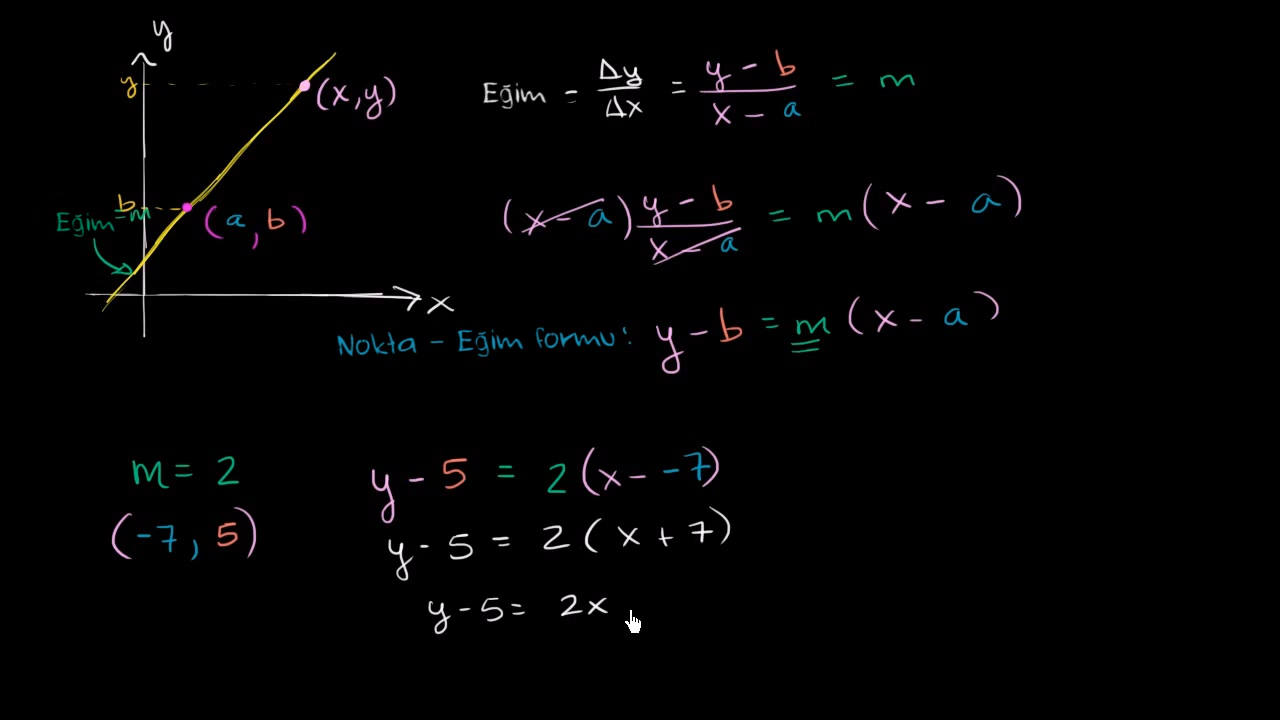 y
y
(x,y)
b
Eğim=m
(a,b)
x
Eğim = Δy/Δx = y-b/x-a = m
(x-a) y-b/x-a = m(x-a)
Nokta - Eğim formu: y-b = m(x-a)
m = 2
(-7, 5)
y - 5 = 2(x - -7)
y - 5 = 2(x + 7)
y - 5 = 2x